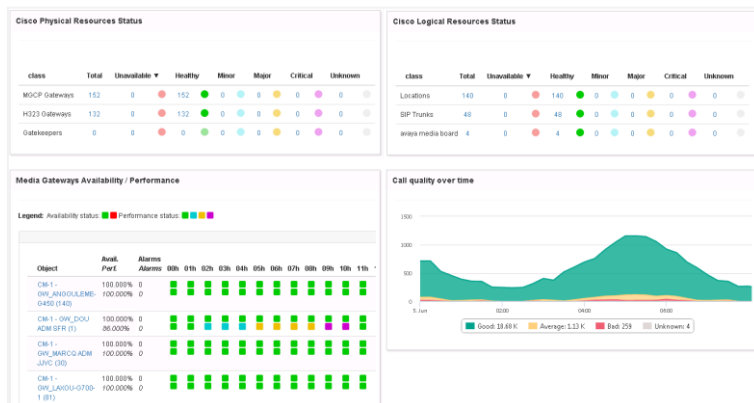 Cisco Physical Resources Status
class Total Unavailable ▼ Healthy Minor Major Critical Unknown
MGCP Gateways 152 0 152 0 0 0 0
H323 Gateways 132 0 132 0 0 0 0
Gatekeepers 0 0 0 0 0 0 0
Cisco Logical Resources Status
class Total Unavailable ▼ Healthy Minor Major Critical Unknown
Locations 140 0 140 0 0 0 0
SIP Trunks 48 0 48 0 0 0 0
avaya media board 4 0 4 0 0 0 0
Media Gateways Availability / Performance
Legend: Availability status: Performance status:
Avail. Alarms
Object Perf. Alarms 00h 01h 02h 03h 04h 05h 06h 07h 08h 09h 10h 11h
CM-1 - 100.000% 0
GW_ANGOULEME- 100.000% 0
G450 (140)
CM-1 - GW_DOU 100.000% 0
ADM SFR (1) 86.000% 0
CM-1 - 100.000% 0
GW_MARCQ ADM 100.000% 0
JJVC (30)
CM-1 - 100.000% 0
GW_LAXOU-G700- 100.000% 0
1 (81)
Call quality over time
1500
1000
500
0
5. Jun 02:00 04:00 06:00
Good: 18.68 K Average: 1.13 K Bad: 259 Unknown: 4